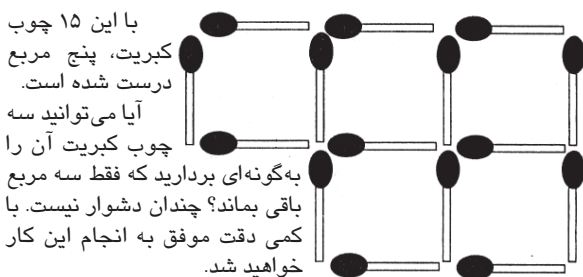 با این ۱۵ چوب
کبریت، پنج مربع
درست شده است.
آیا می‌توانید سه
چوب کبریت آن را
به‌گونه‌ای بردارید که فقط سه مربع
باقی بماند؟ چندان دشوار نیست. با
کمی دقت موفق به انجام این کار
خواهید شد.